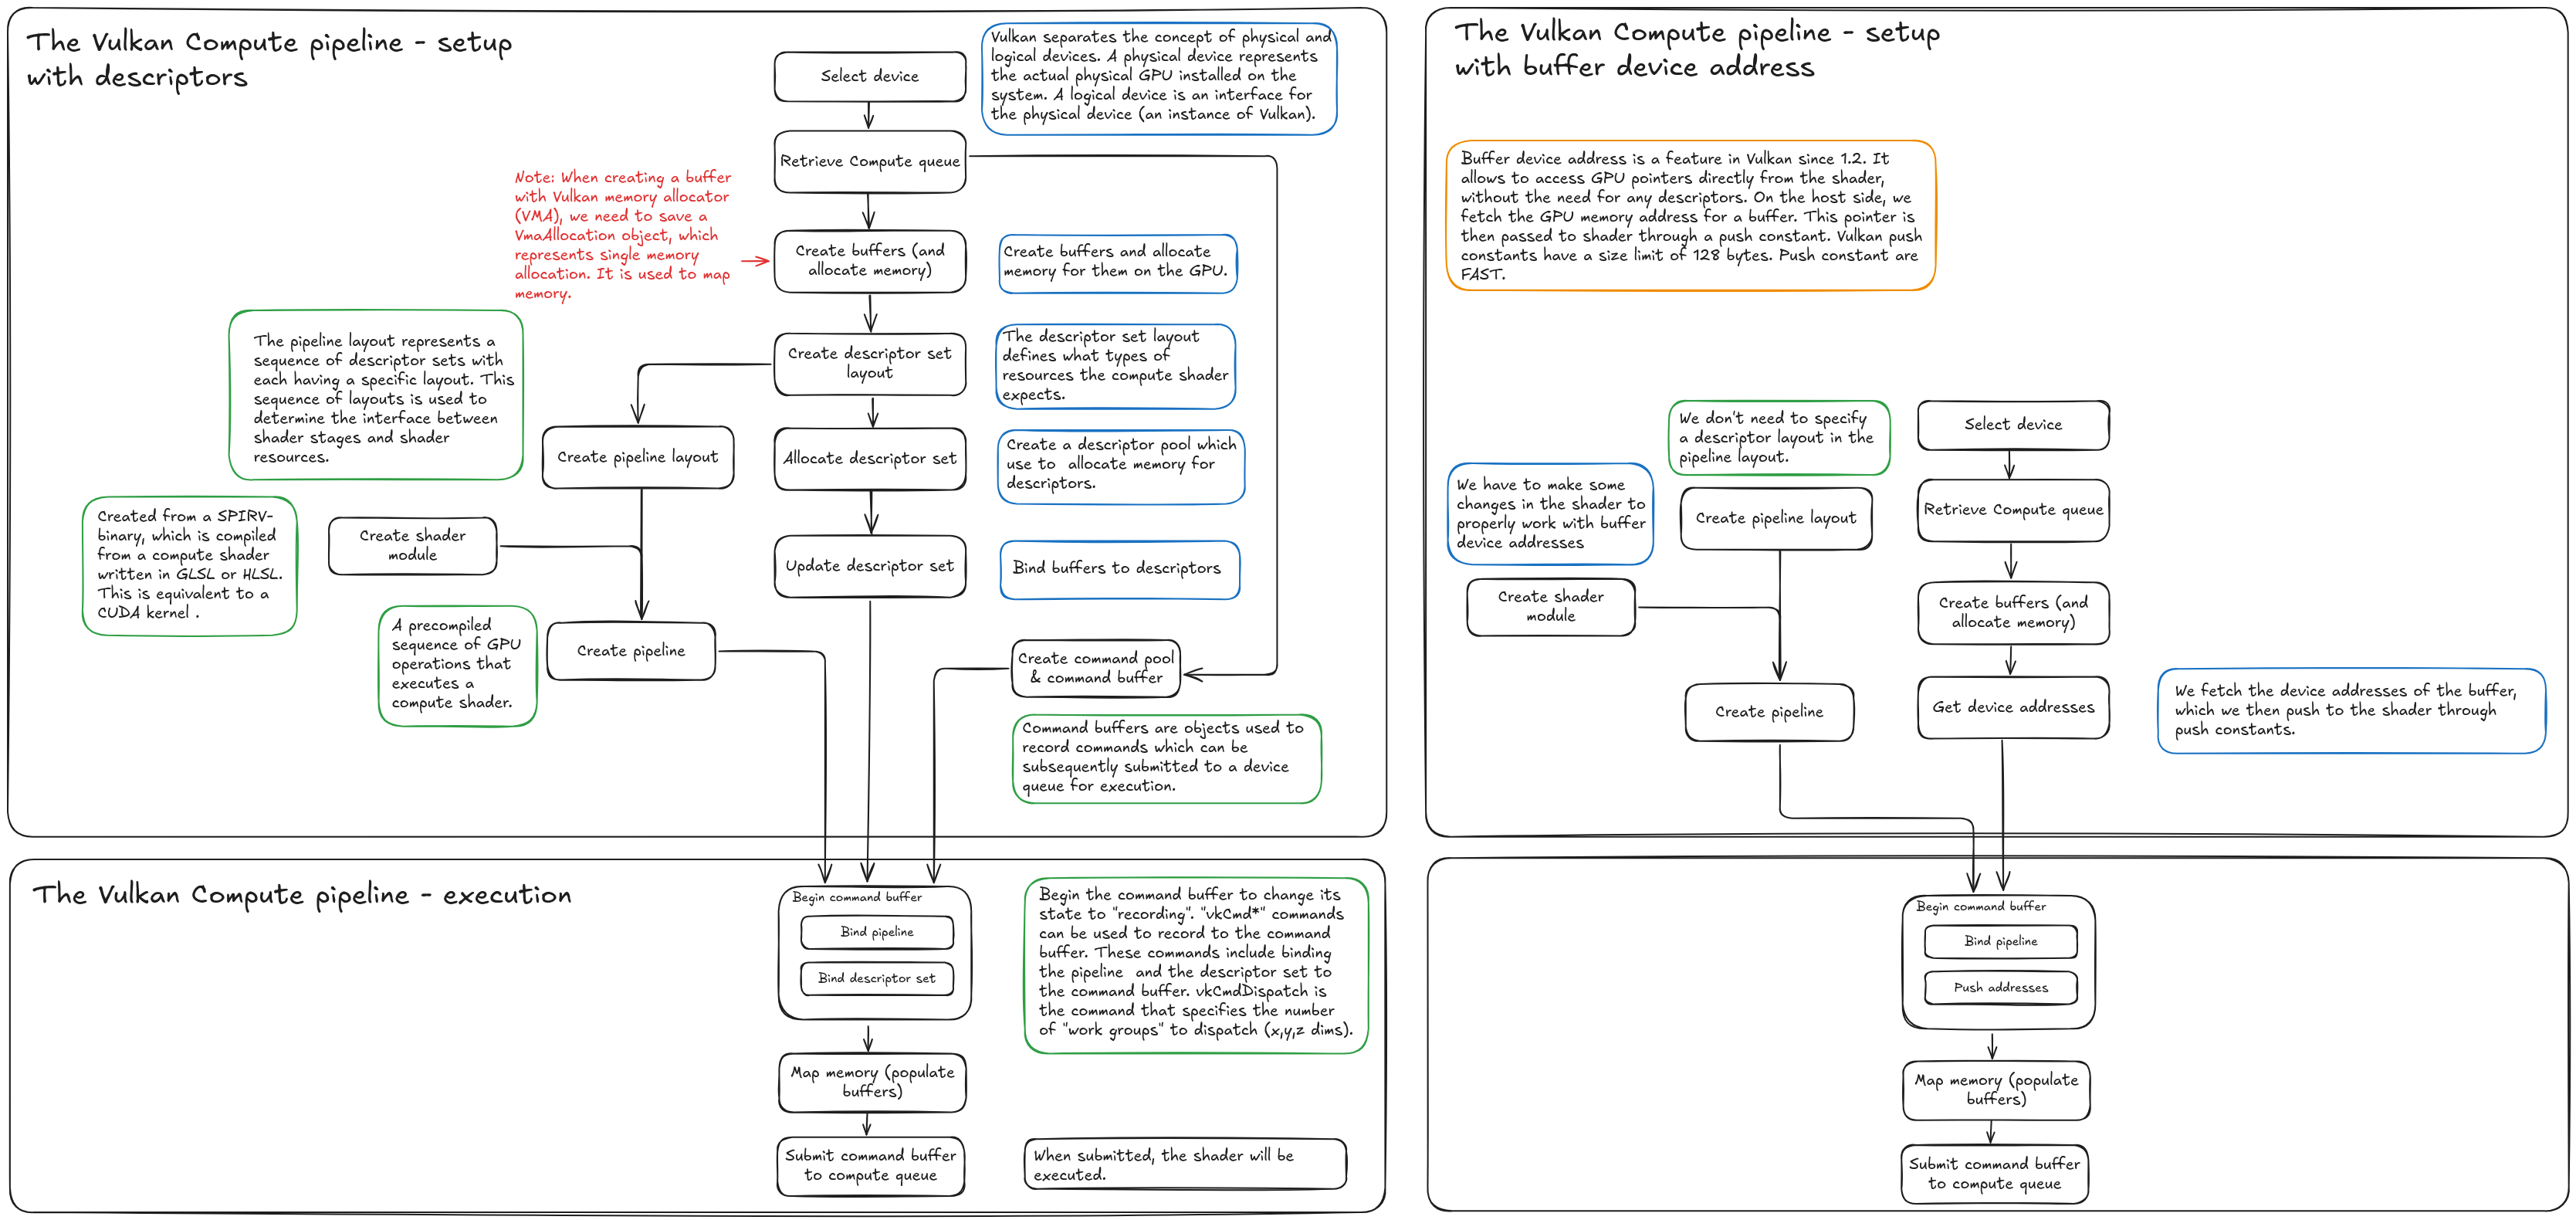 The Vulkan Compute pipeline - setup
with descriptors
Select device
Vulkan separates the concept of physical and
logical devices. A physical device represents
the actual physical GPU installed on the
system. A logical device is an interface for
the physical device (an instance of Vulkan).
Retrieve Compute queue
Note: When creating a buffer
with Vulkan memory allocator
(VMA), we need to save a
VmaAllocation object, which
represents single memory
allocation. It is used to map
memory.
Create buffers (and
allocate memory)
Create buffers and allocate
memory for them on the GPU.
The pipeline layout represents a
sequence of descriptor sets with
each having a specific layout. This
sequence of layouts is used to
determine the interface between
shader stages and shader
resources.
Create descriptor set
layout
The descriptor set layout
defines what types of
resources the compute shader
expects.
Create pipeline layout
Allocate descriptor set
Create a descriptor pool which
use to  allocate memory for
descriptors.
Created from a SPIRV-
binary, which is compiled
from a compute shader
written in GLSL or HLSL.
This is equivalent to a
CUDA kernel .
Create shader
module
Update descriptor set
Bind buffers to descriptors
A precompiled
sequence of GPU
operations that
executes a
compute shader.
Create pipeline
Create command pool
& command buffer
Command buffers are objects used to
record commands which can be
subsequently submitted to a device
queue for execution.
The Vulkan Compute pipeline - execution
Begin command buffer
Bind pipeline
Bind descriptor set
Begin the command buffer to change its
state to "recording". "vkCmd*" commands
can be used to record to the command
buffer. These commands include binding
the pipeline  and the descriptor set to
the command buffer. vkCmdDispatch is
the command that specifies the number
of "work groups" to dispatch (x,y,z dims).
Map memory (populate
buffers)
Submit command buffer
to compute queue
When submitted, the shader will be
executed.
The Vulkan Compute pipeline - setup
with buffer device address
Buffer device address is a feature in Vulkan since 1.2. It
allows to access GPU pointers directly from the shader,
without the need for any descriptors. On the host side, we
fetch the GPU memory address for a buffer. This pointer is
then passed to shader through a push constant. Vulkan push
constants have a size limit of 128 bytes. Push constant are
FAST.
We don't need to specify
a descriptor layout in the
pipeline layout.
Select device
We have to make some
changes in the shader to
properly work with buffer
device addresses
Create pipeline layout
Retrieve Compute queue
Create shader
module
Create buffers (and
allocate memory)
Create pipeline
Get device addresses
We fetch the device addresses of the buffer,
which we then push to the shader through
push constants.
Begin command buffer
Bind pipeline
Push addresses
Map memory (populate
buffers)
Submit command buffer
to compute queue